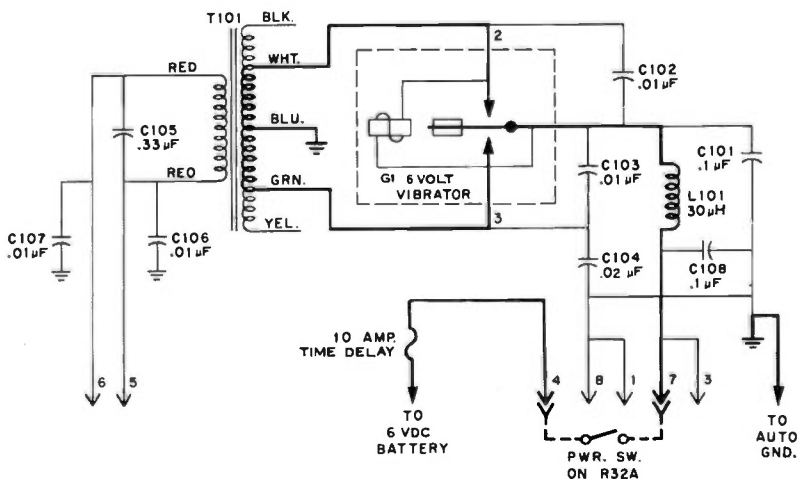 T101
BLK.
2
WHT.
RED
C102
.01µF
C105
.33µF
BLU.
C103
.01µF
C101
.1µF
G1 6 VOLT
VIBRATOR
L101
30µH
RED
GRN.
3
YEL.
C107
.01µF
C106
.01µF
C104
.02 µF
C108
.1µF
10 AMP.
TIME DELAY
6
5
4
8
1
7
3
TO
6 VDC
BATTERY
PWR. SW.
ON R32A
TO
AUTO
GND.